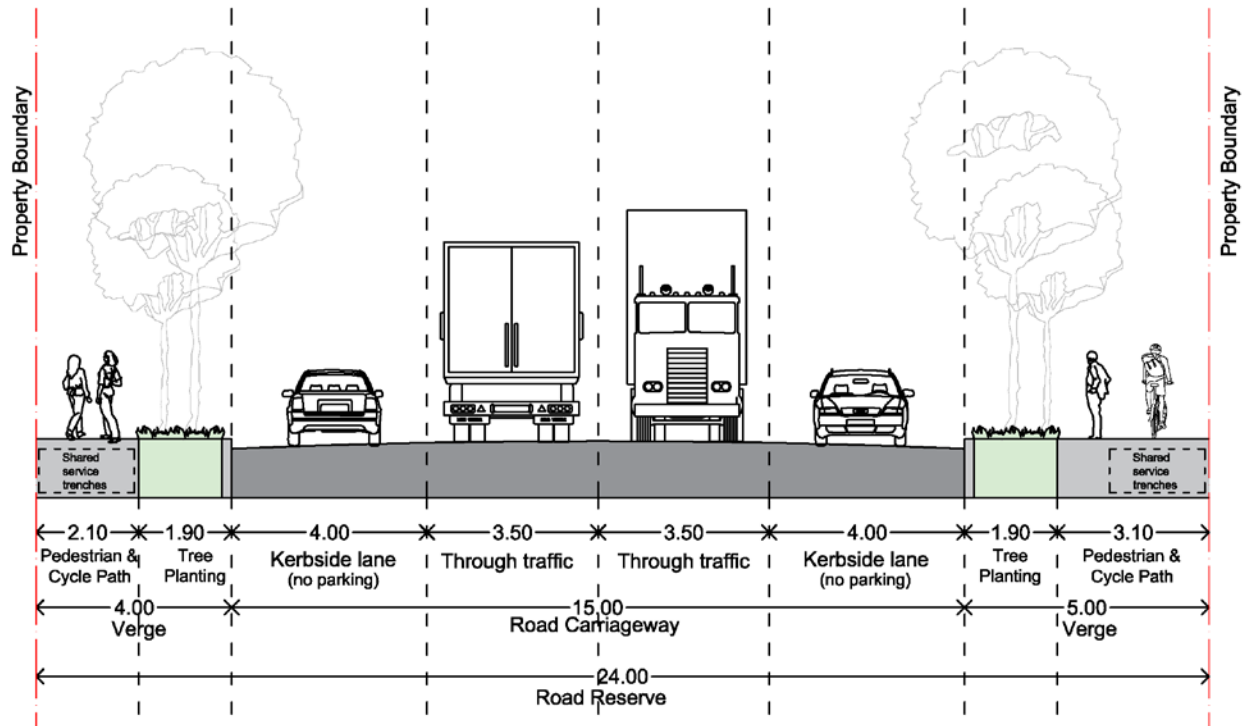 Property Boundary
Property Boundary
Shared
service
trenches
Shared
service
trenches
2.10
1.90
4.00
3.50
3.50
4.00
1.90
3.10
Pedestrian &
Cycle Path
Tree
Planting
Kerbside lane
(no parking)
Through traffic
Through traffic
Kerbside lane
(no parking)
Tree
Planting
Pedestrian &
Cycle Path
4.00
Verge
15.00
Road Carriageway
5.00
Verge
24.00
Road Reserve